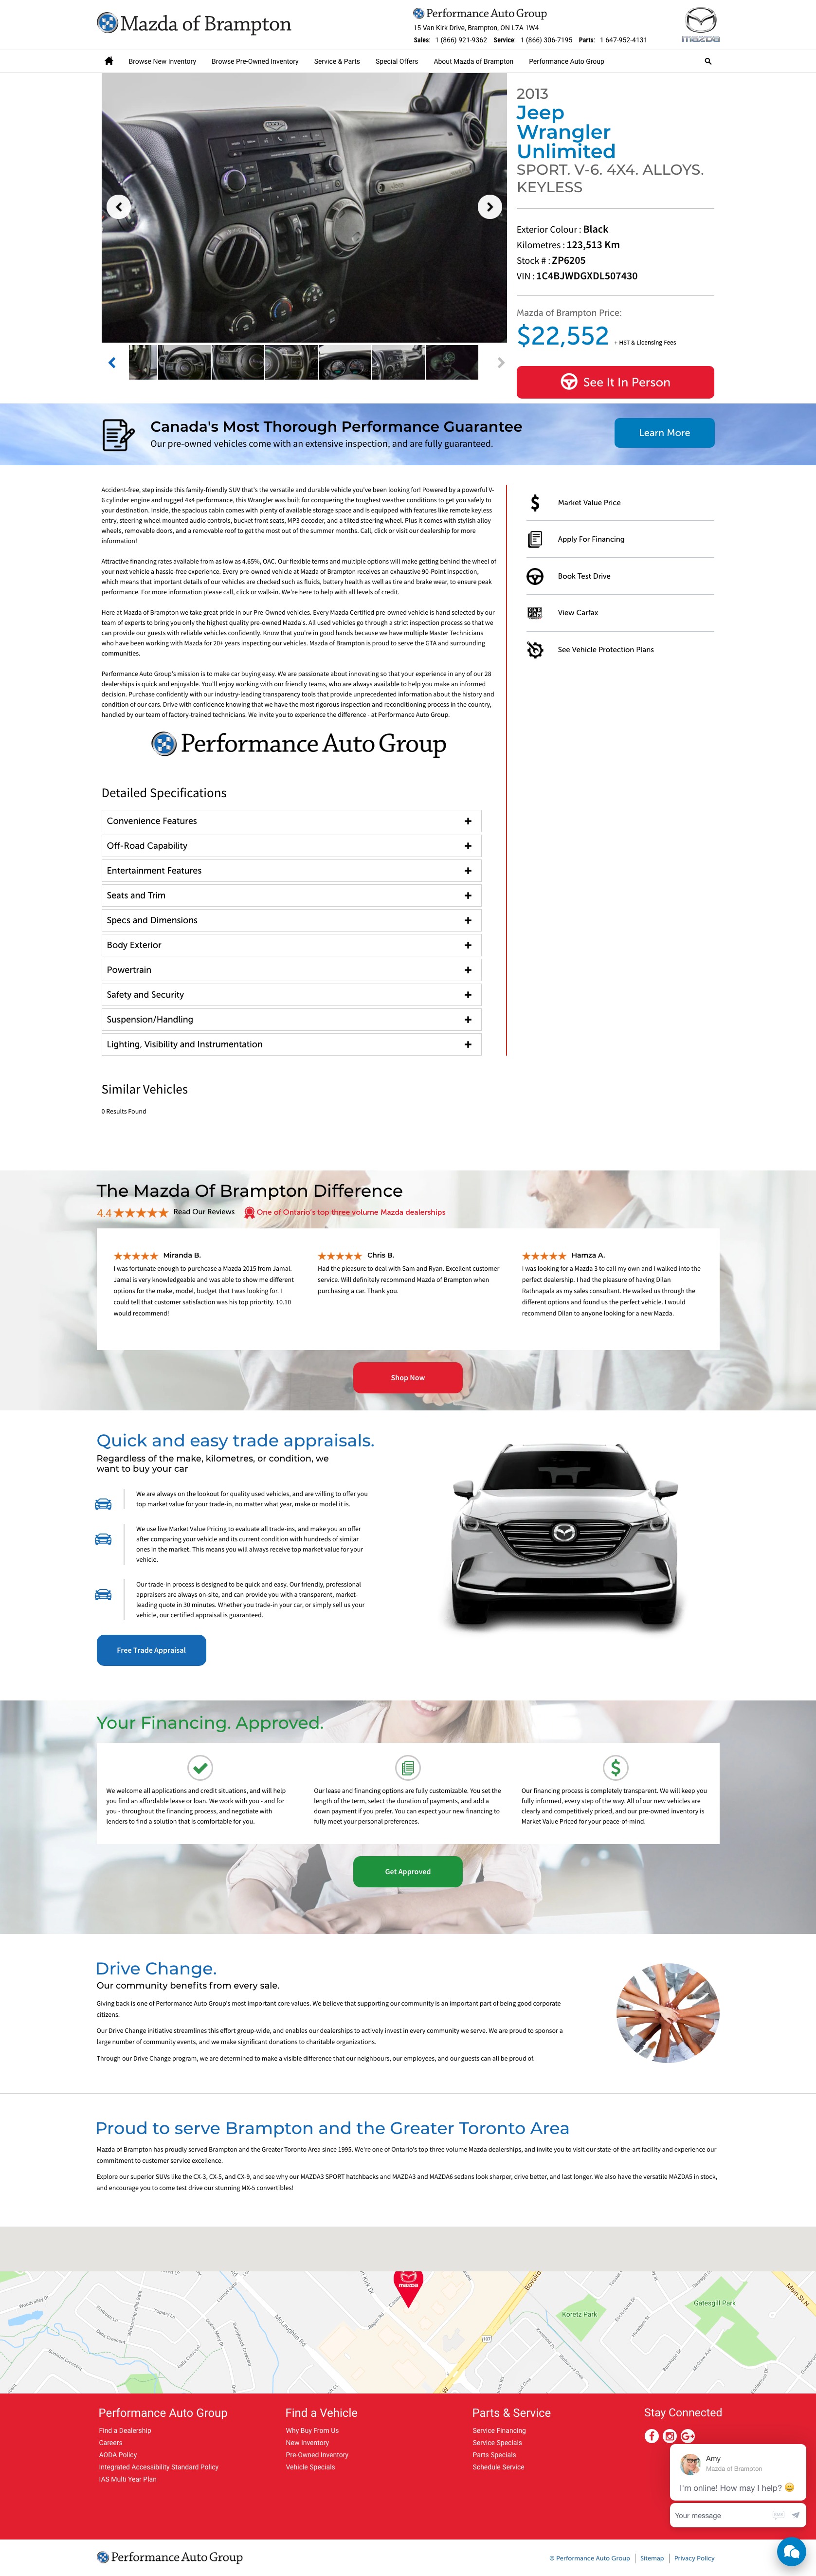 Mazda of Brampton
Performance Auto Group
15 Van Kirk Drive, Brampton, ON L7A 1W4
Sales: 1 (866) 921-9362 Service: 1 (866) 306-7195 Parts: 1 647-952-4131
mazda
Browse New Inventory Browse Pre-Owned Inventory Service & Parts Special Offers About Mazda of Brampton Performance Auto Group
2013
Jeep
Wrangler
Unlimited
SPORT. V-6. 4X4. ALLOYS.
KEYLESS
Exterior Colour : Black
Kilometres : 123,513 Km
Stock # : ZP6205
VIN : 1C4BJWDGXDL507430
Mazda of Brampton Price:
$22,552 + HST & Licensing Fees
See It In Person
Canada's Most Thorough Performance Guarantee
Our pre-owned vehicles come with an extensive inspection, and are fully guaranteed.
Learn More
Accident-free, step inside this family-friendly SUV that's the versatile and durable vehicle you've been looking for! Powered by a powerful V-
6 cylinder engine and rugged 4x4 performance, this Wrangler was built for conquering the toughest weather conditions to get you safely to
your destination. Inside, the spacious cabin comes with plenty of available storage space and is equipped with features like remote keyless
entry, steering wheel mounted audio controls, bucket front seats, MP3 decoder, and a tilted steering wheel. Plus it comes with stylish alloy
wheels, removable doors, and a removable roof to get the most out of the summer months. Call, click or visit our dealership for more
information!
Attractive financing rates available from as low as 4.65%, OAC. Our flexible terms and multiple options will make getting behind the wheel of
your next vehicle a hassle-free experience. Every pre-owned vehicle at Mazda of Brampton receives an exhaustive 90-Point inspection,
which means that important details of our vehicles are checked such as fluids, battery health as well as tire and brake wear, to ensure peak
performance. For more information please call, click or walk-in. We're here to help with all levels of credit.
Here at Mazda of Brampton we take great pride in our Pre-Owned vehicles. Every Mazda Certified pre-owned vehicle is hand selected by our
team of experts to bring you only the highest quality pre-owned Mazda's. All used vehicles go through a strict inspection process so that we
can provide our guests with reliable vehicles confidently. Know that you're in good hands because we have multiple Master Technicians
who have been working with Mazda for 20+ years inspecting our vehicles. Mazda of Brampton is proud to serve the GTA and surrounding
communities.
Performance Auto Group's mission is to make car buying easy. We are passionate about innovating so that your experience in any of our 28
dealerships is quick and enjoyable. You'll enjoy working with our friendly teams, who are always available to help you make an informed
decision. Purchase confidently with our industry-leading transparency tools that provide unprecedented information about the history and
condition of our cars. Drive with confidence knowing that we have the most rigorous inspection and reconditioning process in the country,
handled by our team of factory-trained technicians. We invite you to experience the difference - at Performance Auto Group.
Performance Auto Group
Market Value Price
Apply For Financing
Book Test Drive
View Carfax
See Vehicle Protection Plans
Detailed Specifications
Convenience Features
Off-Road Capability
Entertainment Features
Seats and Trim
Specs and Dimensions
Body Exterior
Powertrain
Safety and Security
Suspension/Handling
Lighting, Visibility and Instrumentation
Similar Vehicles
0 Results Found
The Mazda Of Brampton Difference
4.4 Read Our Reviews One of Ontario's top three volume Mazda dealerships
Miranda B.
I was fortunate enough to purchcase a Mazda 2015 from Jamal.
Jamal is very knowledgeable and was able to show me different
options for the make, model, budget that I was looking for. I
could tell that customer satisfaction was his top priortity. 10.10
would recommend!
Chris B.
Had the pleasure to deal with Sam and Ryan. Excellent customer
service. Will definitely recommend Mazda of Brampton when
purchasing a car. Thank you.
Hamza A.
I was looking for a Mazda 3 to call my own and I walked into the
perfect dealership. I had the pleasure of having Dilan
Rathnapala as my sales consultant. He walked us through the
different options and found us the perfect vehicle. I would
recommend Dilan to anyone looking for a new Mazda.
Shop Now
Quick and easy trade appraisals.
Regardless of the make, kilometres, or condition, we
want to buy your car
We are always on the lookout for quality used vehicles, and are willing to offer you
top market value for your trade-in, no matter what year, make or model it is.
We use live Market Value Pricing to evaluate all trade-ins, and make you an offer
after comparing your vehicle and its current condition with hundreds of similar
ones in the market. This means you will always receive top market value for your
vehicle.
Our trade-in process is designed to be quick and easy. Our friendly, professional
appraisers are always on-site, and can provide you with a transparent, market-
leading quote in 30 minutes. Whether you trade-in your car, or simply sell us your
vehicle, our certified appraisal is guaranteed.
Free Trade Appraisal
Your Financing. Approved.
We welcome all applications and credit situations, and will help
you find an affordable lease or loan. We work with you - and for
you - throughout the financing process, and negotiate with
lenders to find a solution that is comfortable for you.
Our lease and financing options are fully customizable. You set the
length of the term, select the duration of payments, and add a
down payment if you prefer. You can expect your new financing to
fully meet your personal preferences.
Our financing process is completely transparent. We will keep you
fully informed, every step of the way. All of our new vehicles are
clearly and competitively priced, and our pre-owned inventory is
Market Value Priced for your peace-of-mind.
Get Approved
Drive Change.
Our community benefits from every sale.
Giving back is one of Performance Auto Group's most important core values. We believe that supporting our community is an important part of being good corporate
citizens.
Our Drive Change initiative streamlines this effort group-wide, and enables our dealerships to actively invest in every community we serve. We are proud to sponsor a
large number of community events, and we make significant donations to charitable organizations.
Through our Drive Change program, we are determined to make a visible difference that our neighbours, our employees, and our guests can all be proud of.
Proud to serve Brampton and the Greater Toronto Area
Mazda of Brampton has proudly served Brampton and the Greater Toronto Area since 1995. We're one of Ontario's top three volume Mazda dealerships, and invite you to visit our state-of-the-art facility and experience our
commitment to customer service excellence.
Explore our superior SUVs like the CX-3, CX-5, and CX-9, and see why our MAZDA3 SPORT hatchbacks and MAZDA3 and MAZDA6 sedans look sharper, drive better, and last longer. We also have the versatile MAZDA5 in stock,
and encourage you to come test drive our stunning MX-5 convertibles!
mazda
McLaughlin Rd
Bovaird
Koretz Park
Gatesgill Park
Main St N
107
Performance Auto Group
Find a Dealership
Careers
AODA Policy
Integrated Accessibility Standard Policy
IAS Multi Year Plan
Find a Vehicle
Why Buy From Us
New Inventory
Pre-Owned Inventory
Vehicle Specials
Parts & Service
Service Financing
Service Specials
Parts Specials
Schedule Service
Stay Connected
Amy
Mazda of Brampton
I'm online! How may I help? 😀
Your message
Performance Auto Group
© Performance Auto Group Sitemap Privacy Policy